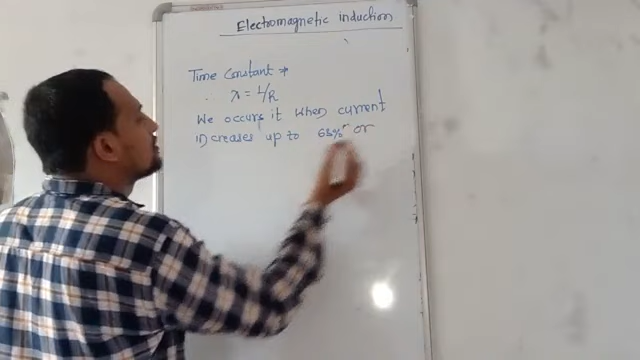 Electromagnetic induction
Time Constant →
∴ λ = L/R
We occurs it when current
increases up to 63% or